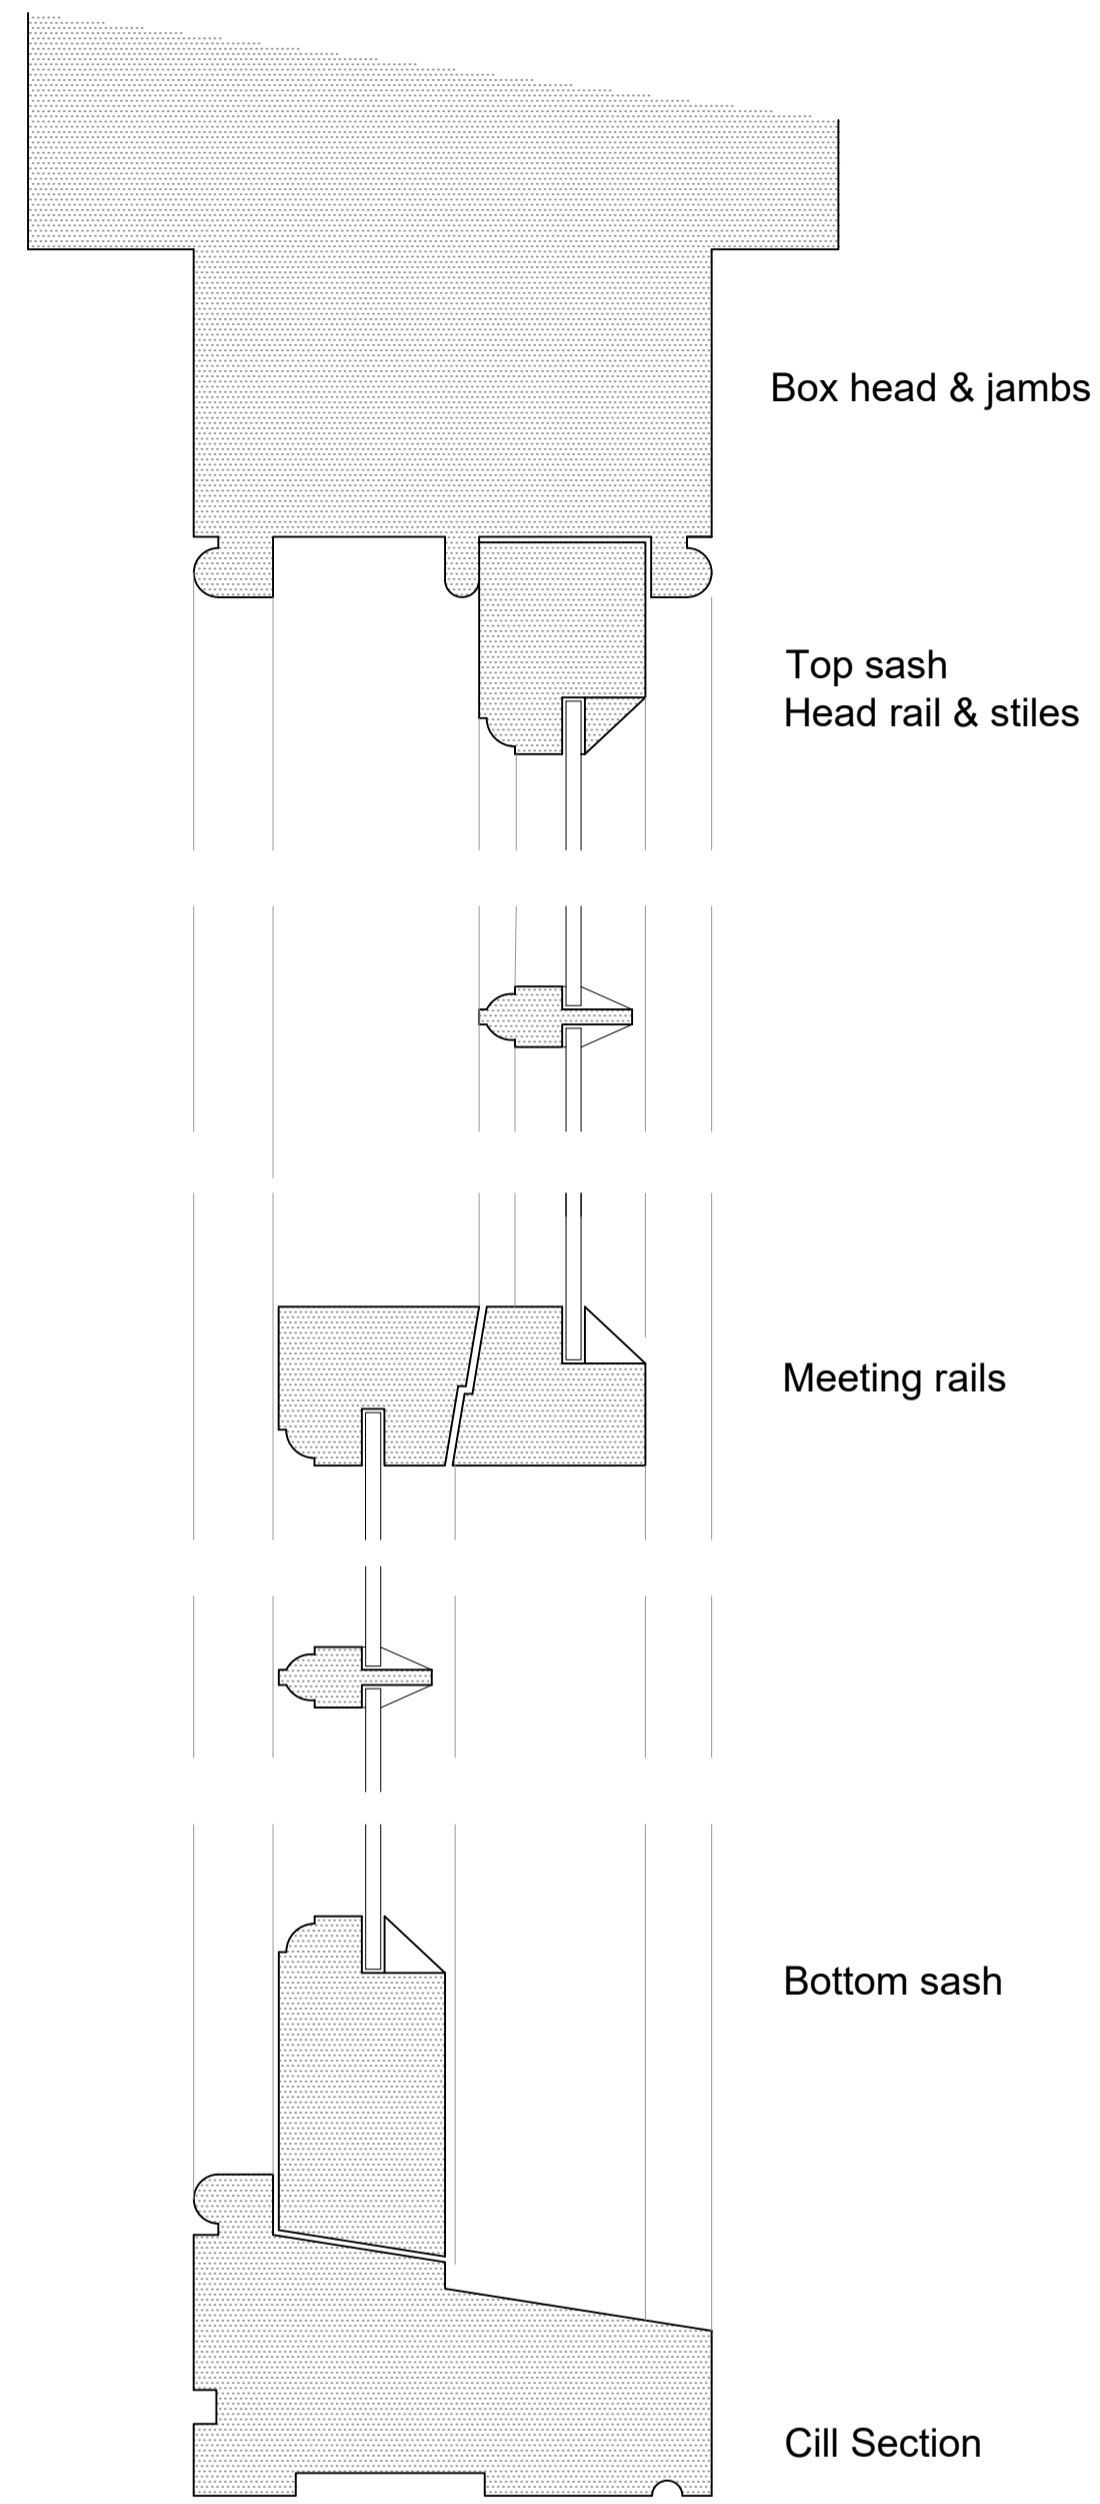 Box head & jambs
Top sash
Head rail & stiles
Meeting rails
Bottom sash
Cill Section